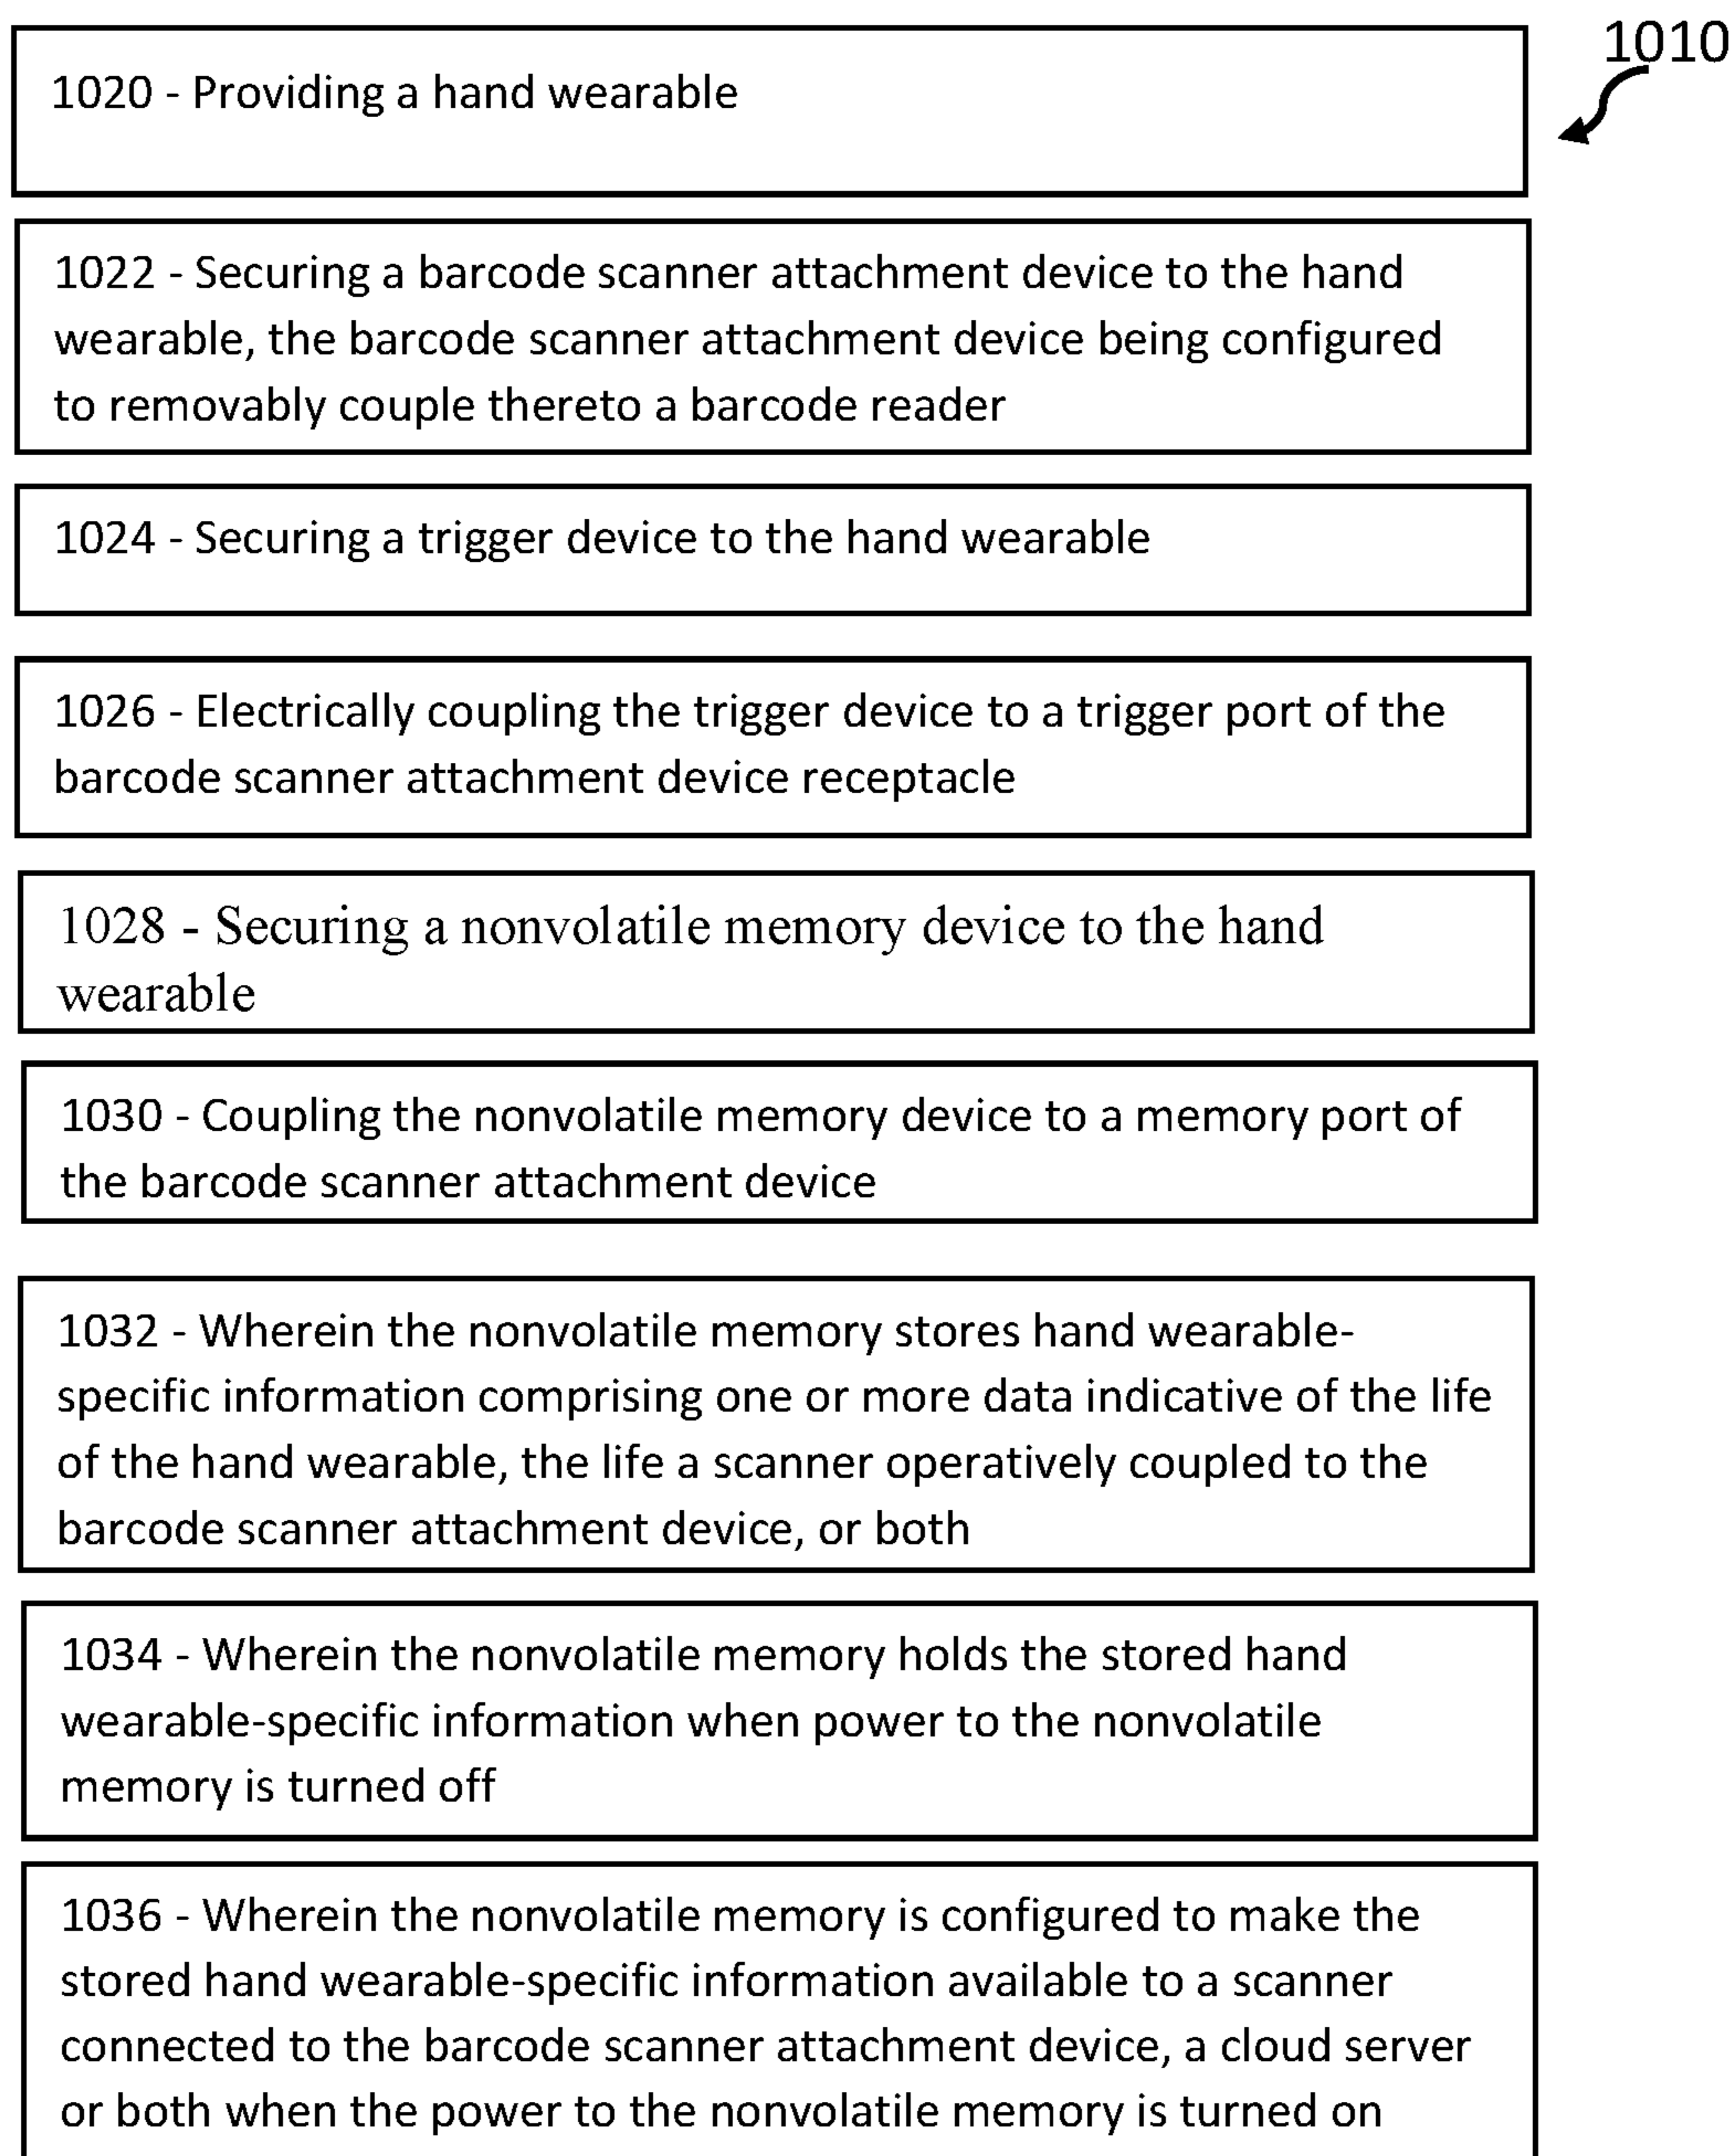 1010
1020 - Providing a hand wearable
1022 - Securing a barcode scanner attachment device to the hand
wearable, the barcode scanner attachment device being configured
to removably couple thereto a barcode reader
1024 - Securing a trigger device to the hand wearable
1026 - Electrically coupling the trigger device to a trigger port of the
barcode scanner attachment device receptacle
1028 - Securing a nonvolatile memory device to the hand
wearable
1030 - Coupling the nonvolatile memory device to a memory port of
the barcode scanner attachment device
1032 - Wherein the nonvolatile memory stores hand wearable-
specific information comprising one or more data indicative of the life
of the hand wearable, the life a scanner operatively coupled to the
barcode scanner attachment device, or both
1034 - Wherein the nonvolatile memory holds the stored hand
wearable-specific information when power to the nonvolatile
memory is turned off
1036 - Wherein the nonvolatile memory is configured to make the
stored hand wearable-specific information available to a scanner
connected to the barcode scanner attachment device, a cloud server
or both when the power to the nonvolatile memory is turned on